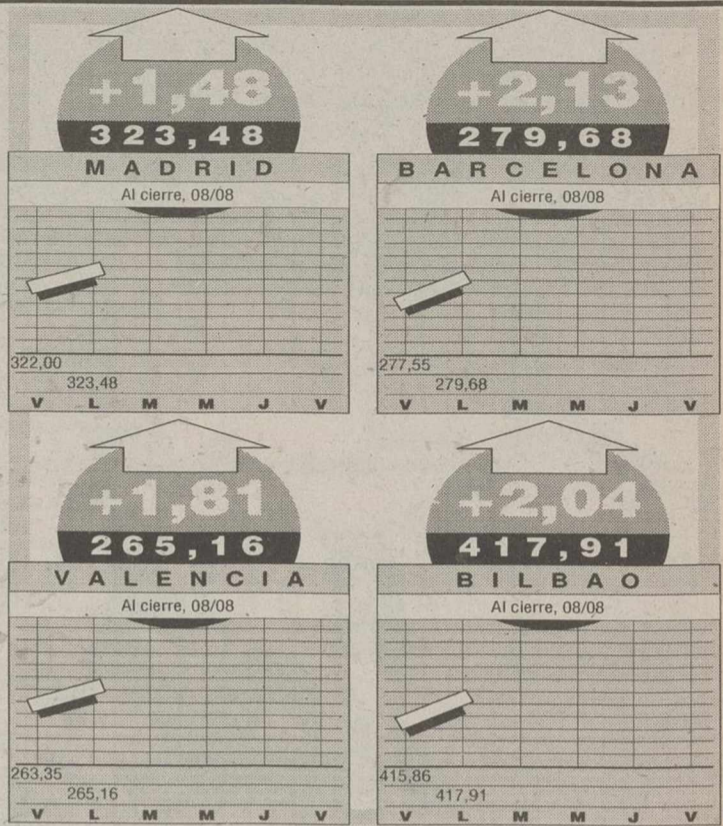 +1,48
323,48
MADRID
Al cierre, 08/08
322,00
323,48
V L M M J V
+2,13
279,68
BARCELONA
Al cierre, 08/08
277,55
279,68
V L M M J V
+1,81
265,16
VALENCIA
Al cierre, 08/08
263,35
265,16
V L M M J V
+2,04
417,91
BILBAO
Al cierre, 08/08
415,86
417,91
V L M M J V